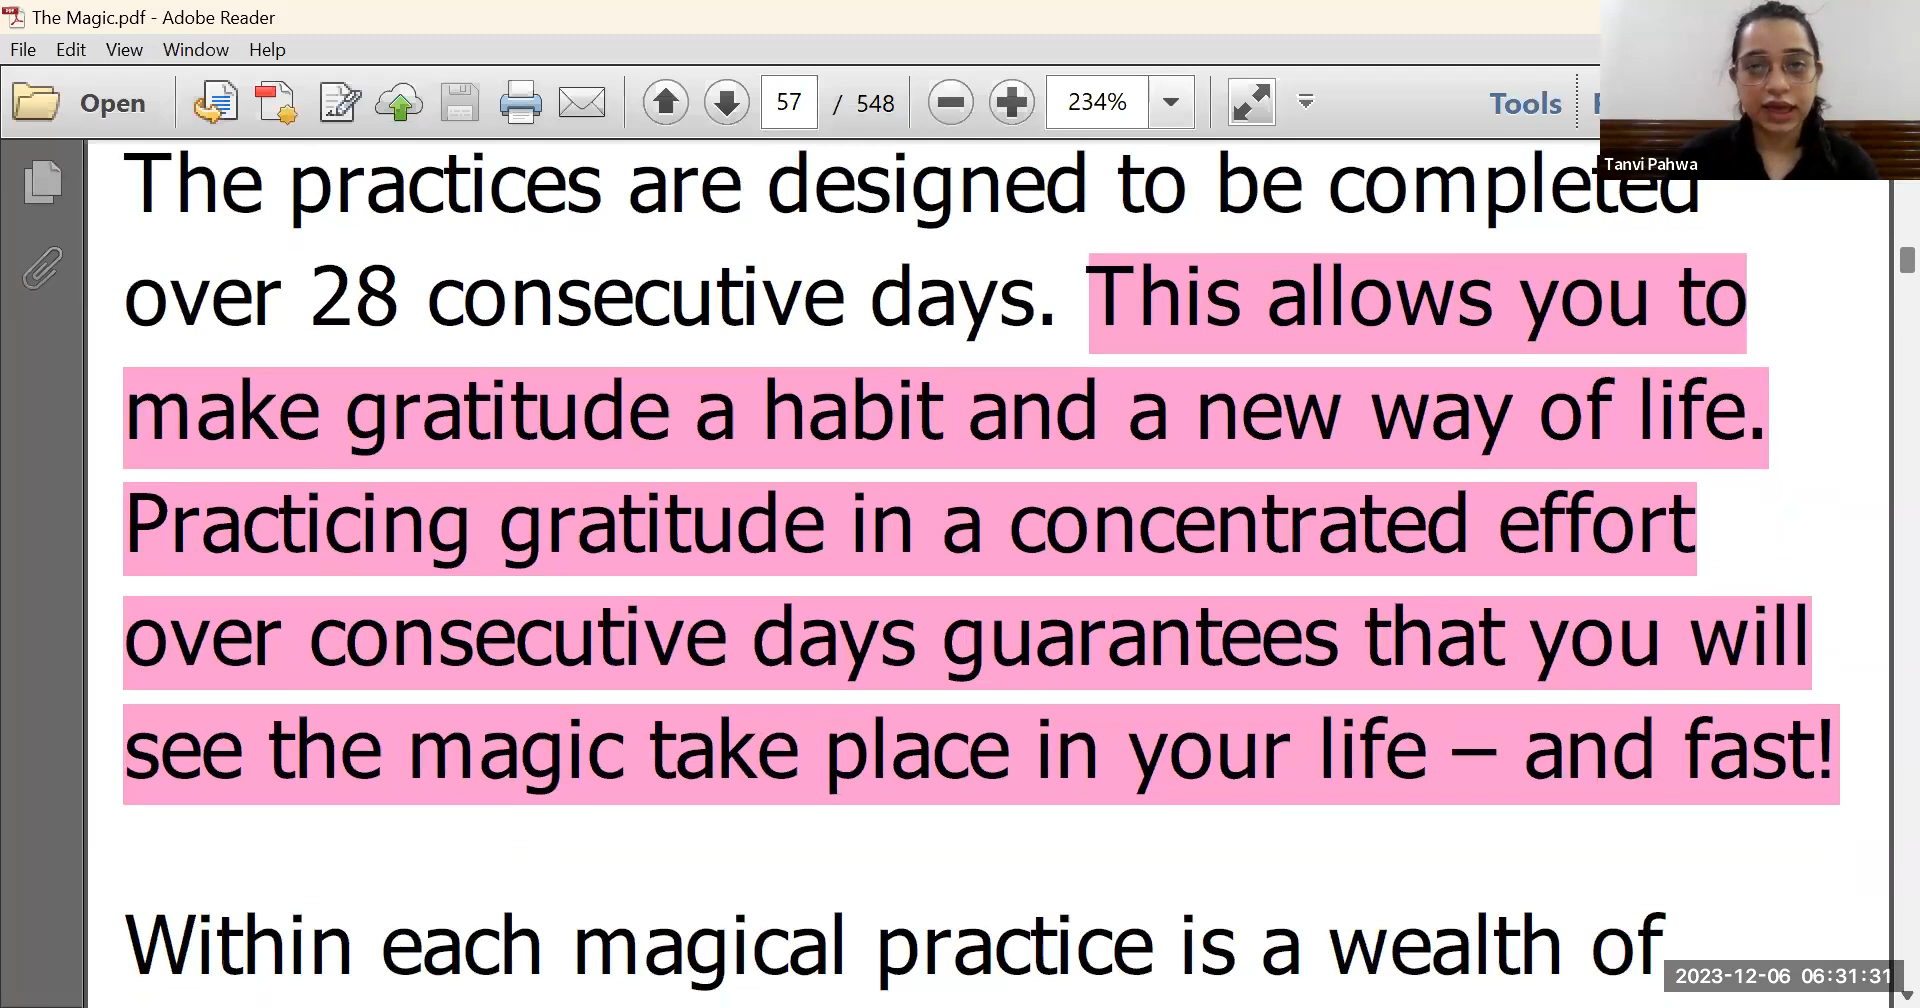 The Magic.pdf - Adobe Reader
File Edit View Window Help
Open 57 / 548 234% Tools
Tanvi Pahwa
The practices are designed to be completed
over 28 consecutive days. This allows you to
make gratitude a habit and a new way of life.
Practicing gratitude in a concentrated effort
over consecutive days guarantees that you will
see the magic take place in your life – and fast!
Within each magical practice is a wealth of
2023-12-06 06:31:31